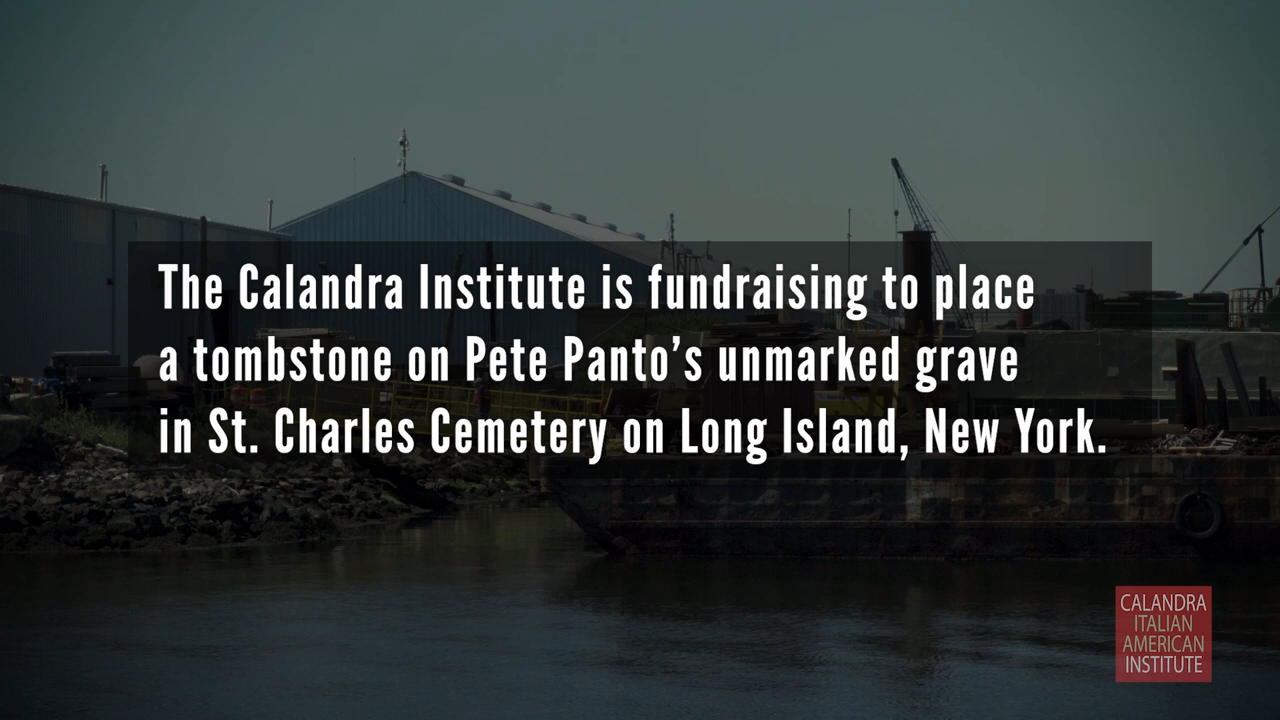 The Calandra Institute is fundraising to place
a tombstone on Pete Panto’s unmarked grave
in St. Charles Cemetery on Long Island, New York.
CALANDRA
ITALIAN
AMERICAN
INSTITUTE